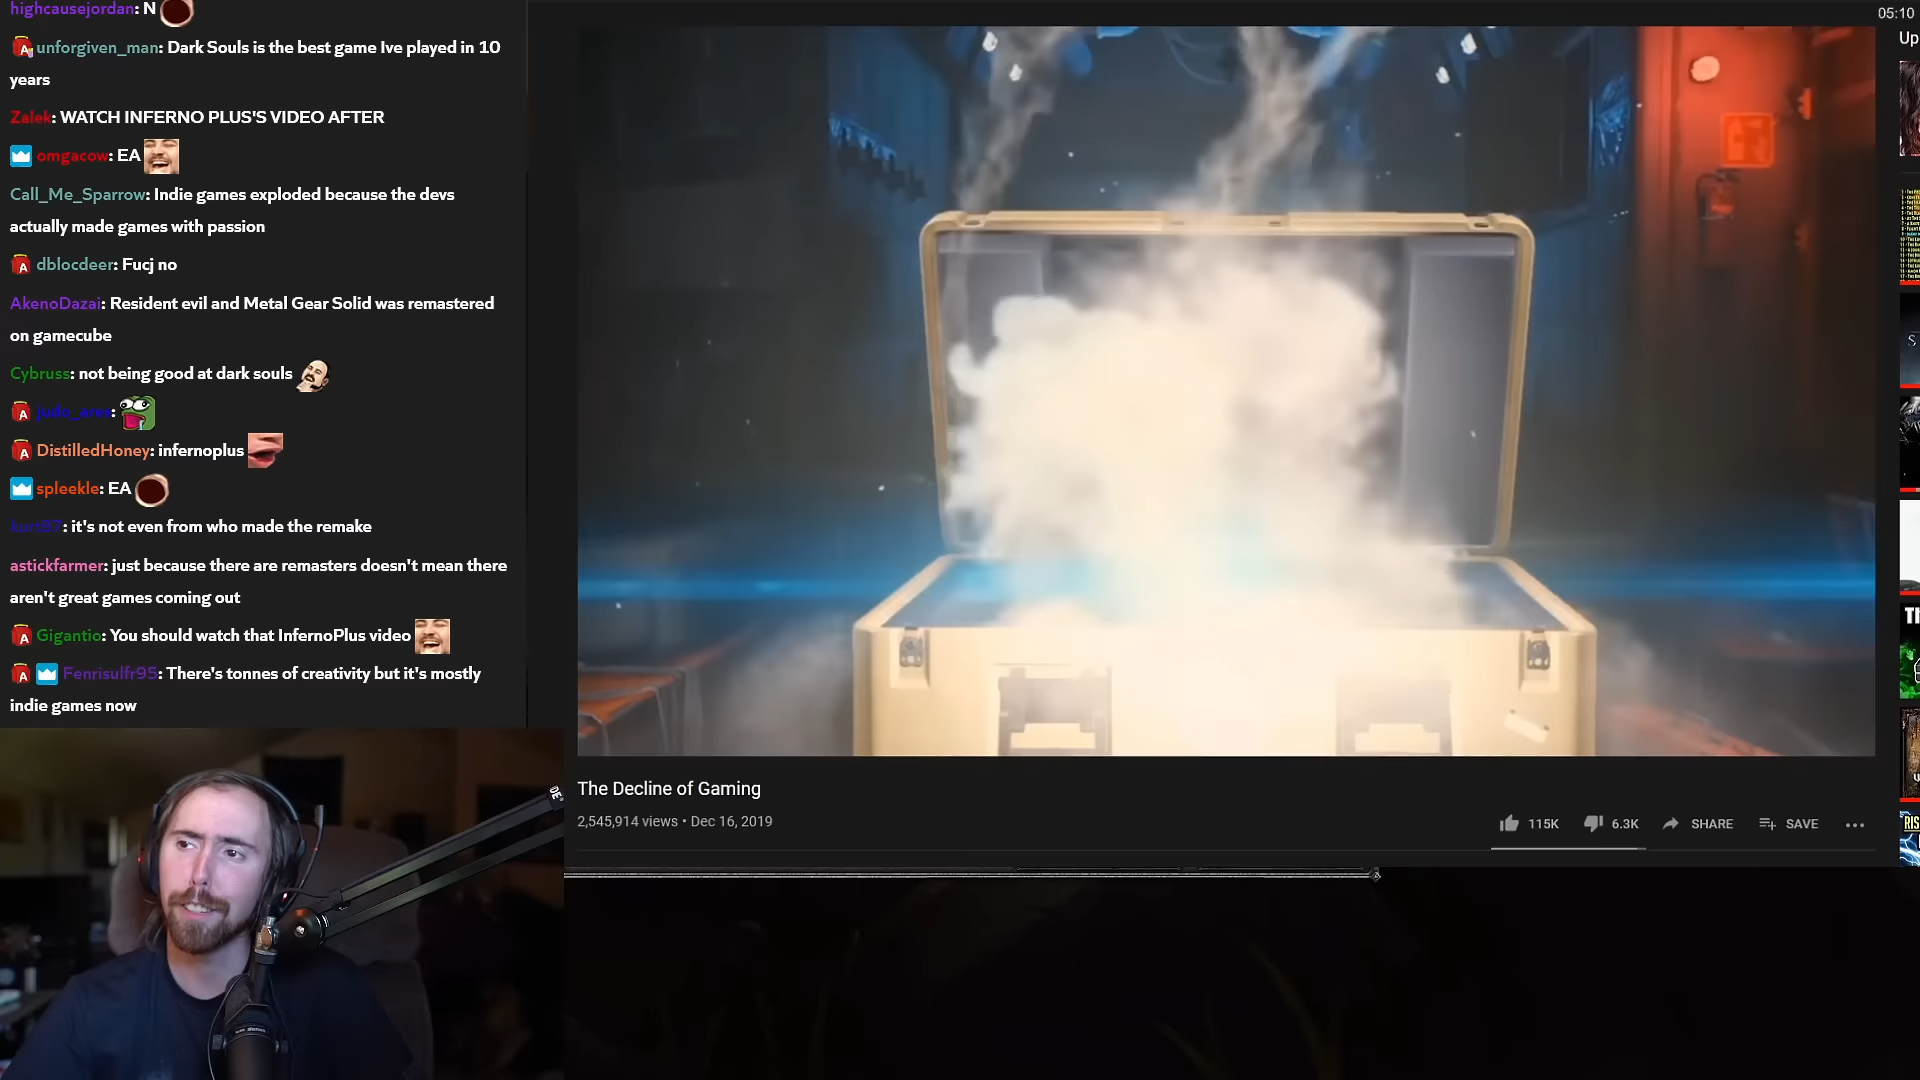 highcausejordan: N
unforgiven_man: Dark Souls is the best game Ive played in 10
years
Zalek: WATCH INFERNO PLUS'S VIDEO AFTER
omgacow: EA
Call_Me_Sparrow: Indie games exploded because the devs
actually made games with passion
dblocdeer: Fucj no
AkenoDazai: Resident evil and Metal Gear Solid was remastered
on gamecube
Cybruss: not being good at dark souls
DistilledHoney: infernoplus
spleekle: EA
: it's not even from who made the remake
astickfarmer: just because there are remasters doesn't mean there
aren't great games coming out
Gigantio: You should watch that InfernoPlus video
Fenrisulfr95: There's tonnes of creativity but it's mostly
indie games now
05:10
Up
The Decline of Gaming
2,545,914 views • Dec 16, 2019
115K 6.3K SHARE SAVE